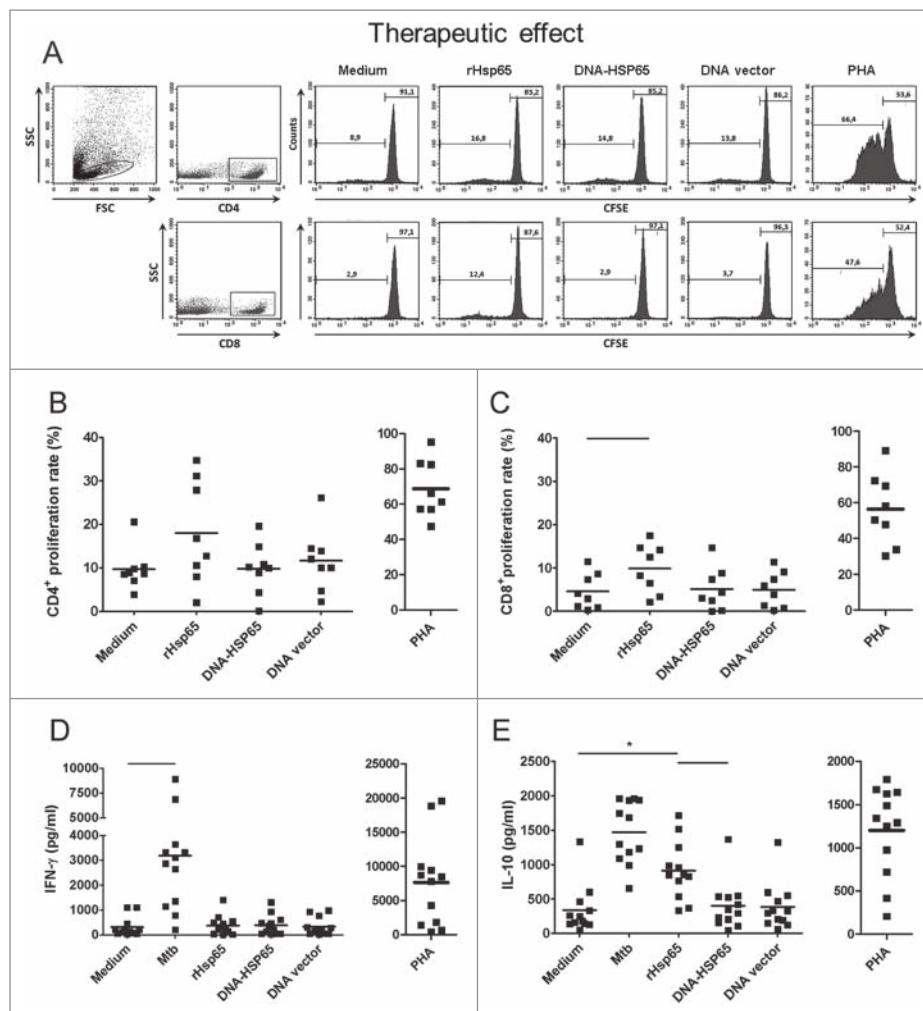 Therapeutic effect
A
Medium rHsp65 DNA-HSP65 DNA vector PHA
SSC
FSC
CD4
Counts
CFSE
91,1
8,9
83,2
16,8
85,2
14,8
86,2
13,8
33,6
66,4
SSC
CD8
CFSE
97,1
2,9
87,6
12,4
97,1
2,9
96,3
3,7
52,4
47,6
B
CD4+ proliferation rate (%)
40
30
20
10
0
Medium
rHsp65
DNA-HSP65
DNA vector
100
80
60
40
20
0
PHA
C
CD8+proliferation rate (%)
40
30
20
10
0
Medium
rHsp65
DNA-HSP65
DNA vector
100
80
60
40
20
0
PHA
D
IFN-γ (pg/ml)
10000
7500
5000
4000
3000
2000
1000
0
Medium
Mtb
rHsp65
DNA-HSP65
DNA vector
25000
20000
15000
10000
5000
0
PHA
E
*
IL-10 (pg/ml)
2500
2000
1500
1000
500
0
Medium
Mtb
rHsp65
DNA-HSP65
DNA vector
2000
1500
1000
500
0
PHA